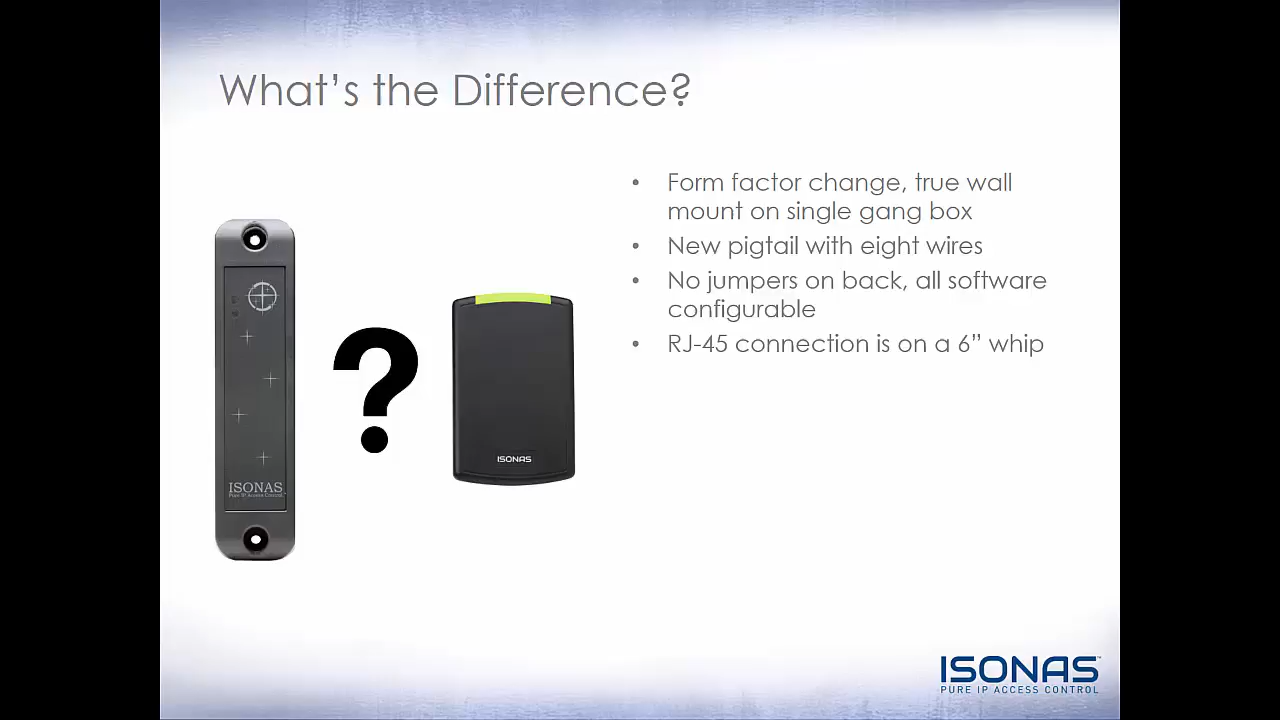 What's the Difference?
• Form factor change, true wall
mount on single gang box
• New pigtail with eight wires
• No jumpers on back, all software
configurable
• RJ-45 connection is on a 6” whip
?
ISONAS
ISONAS
PURE IP ACCESS CONTROL
ISONAS™
PURE IP ACCESS CONTROL